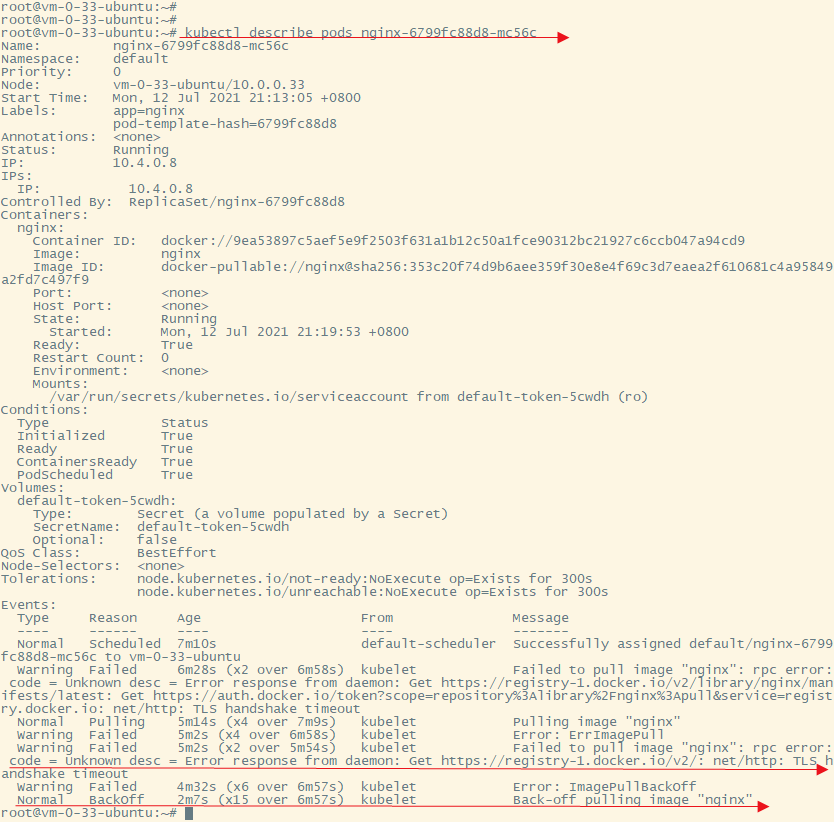 root@vm-0-33-ubuntu:~#
root@vm-0-33-ubuntu:~#
root@vm-0-33-ubuntu:~# kubectl describe pods nginx-6799fc88d8-mc56c
Name:         nginx-6799fc88d8-mc56c
Namespace:    default
Priority:     0
Node:         vm-0-33-ubuntu/10.0.0.33
Start Time:   Mon, 12 Jul 2021 21:13:05 +0800
Labels:       app=nginx
              pod-template-hash=6799fc88d8
Annotations:  <none>
Status:       Running
IP:           10.4.0.8
IPs:
  IP:           10.4.0.8
Controlled By:  ReplicaSet/nginx-6799fc88d8
Containers:
  nginx:
    Container ID:   docker://9ea53897c5aef5e9f2503f631a1b12c50a1fce90312bc21927c6ccb047a94cd9
    Image:          nginx
    Image ID:       docker-pullable://nginx@sha256:353c20f74d9b6aee359f30e8e4f69c3d7eaea2f610681c4a95849
a2fd7c497f9
    Port:           <none>
    Host Port:      <none>
    State:          Running
      Started:      Mon, 12 Jul 2021 21:19:53 +0800
    Ready:          True
    Restart Count:  0
    Environment:    <none>
    Mounts:
      /var/run/secrets/kubernetes.io/serviceaccount from default-token-5cwdh (ro)
Conditions:
  Type              Status
  Initialized       True
  Ready             True
  ContainersReady   True
  PodScheduled      True
Volumes:
  default-token-5cwdh:
    Type:        Secret (a volume populated by a Secret)
    SecretName:  default-token-5cwdh
    Optional:    false
QoS Class:       BestEffort
Node-Selectors:  <none>
Tolerations:     node.kubernetes.io/not-ready:NoExecute op=Exists for 300s
                 node.kubernetes.io/unreachable:NoExecute op=Exists for 300s
Events:
  Type     Reason     Age                    From               Message
  ----     ------     ----                   ----               -------
  Normal   Scheduled  7m10s                  default-scheduler  Successfully assigned default/nginx-6799
fc88d8-mc56c to vm-0-33-ubuntu
  Warning  Failed     6m28s (x2 over 6m58s)  kubelet            Failed to pull image "nginx": rpc error:
 code = Unknown desc = Error response from daemon: Get https://registry-1.docker.io/v2/library/nginx/man
ifests/latest: Get https://auth.docker.io/token?scope=repository%3Alibrary%2Fnginx%3Apull&service=regist
ry.docker.io: net/http: TLS handshake timeout
  Normal   Pulling    5m14s (x4 over 7m9s)   kubelet            Pulling image "nginx"
  Warning  Failed     5m2s (x4 over 6m58s)   kubelet            Error: ErrImagePull
  Warning  Failed     5m2s (x2 over 5m54s)   kubelet            Failed to pull image "nginx": rpc error:
 code = Unknown desc = Error response from daemon: Get https://registry-1.docker.io/v2/: net/http: TLS h
andshake timeout
  Warning  Failed     4m32s (x6 over 6m57s)  kubelet            Error: ImagePullBackOff
  Normal   BackOff    2m7s (x15 over 6m57s)  kubelet            Back-off pulling image "nginx"
root@vm-0-33-ubuntu:~#